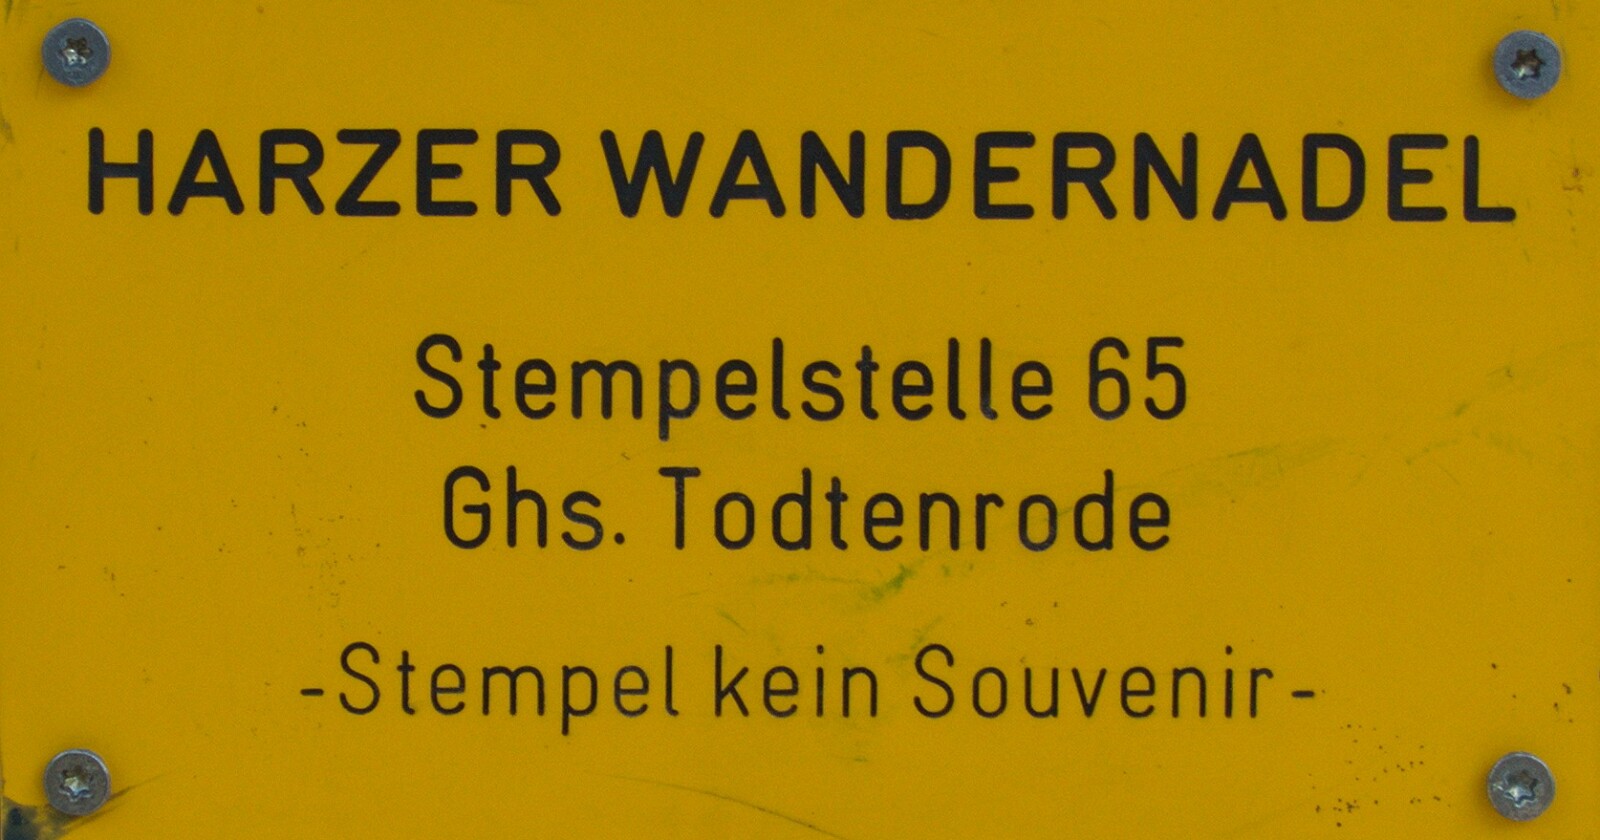 HARZER WANDERNADEL
Stempelstelle 65
Ghs. Todtenrode
-Stempel kein Souvenir-